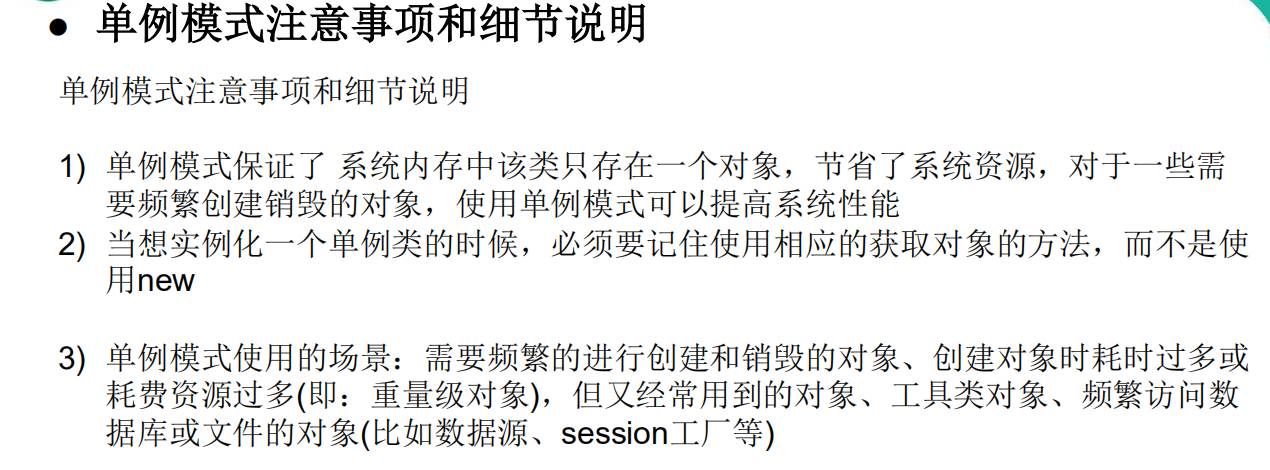 ● 单例模式注意事项和细节说明
单例模式注意事项和细节说明
1) 单例模式保证了 系统内存中该类只存在一个对象，节省了系统资源，对于一些需
要频繁创建销毁的对象，使用单例模式可以提高系统性能
2) 当想实例化一个单例类的时候，必须要记住使用相应的获取对象的方法，而不是使
用new
3) 单例模式使用的场景：需要频繁的进行创建和销毁的对象、创建对象时耗时过多或
耗费资源过多(即：重量级对象)，但又经常用到的对象、工具类对象、频繁访问数
据库或文件的对象(比如数据源、session工厂等)